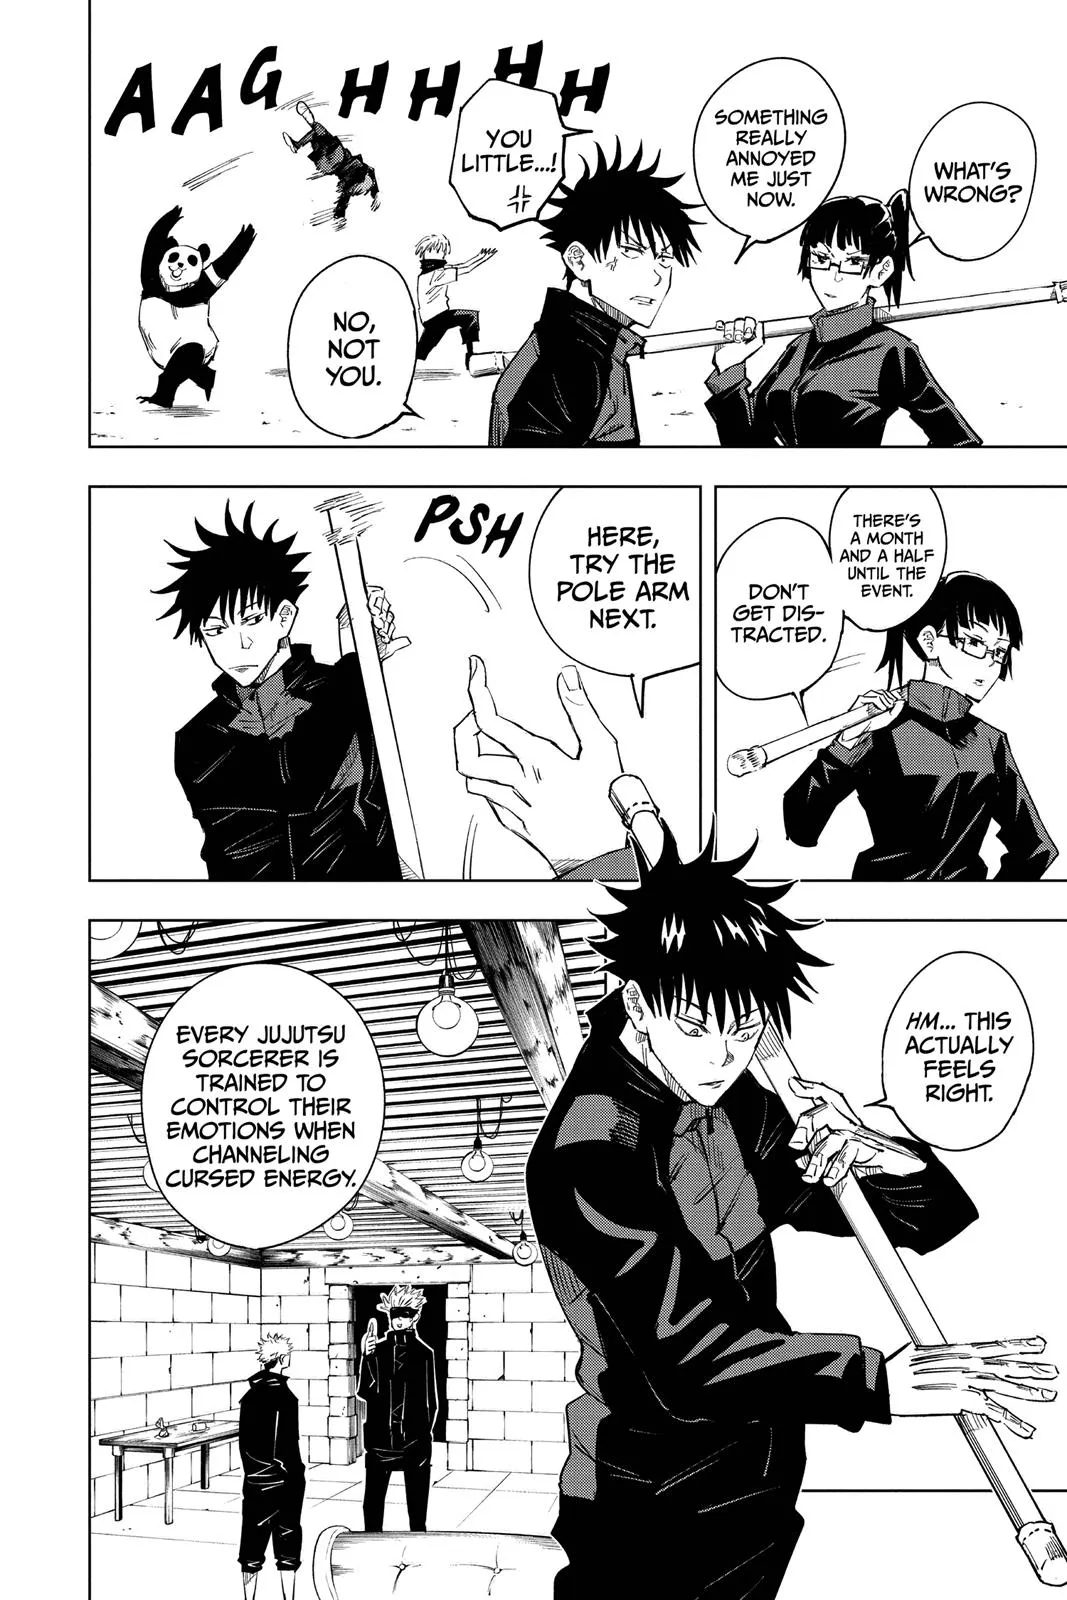 WHAT'S
WRONG?
SOMETHING
REALLY
ANNOYED
ME JUST
NOW.
YOU
LITTLE...!
NO,
NOT
YOU.
AAGHHHH
THERE'S
A MONTH
AND A HALF
UNTIL THE
EVENT.
DON'T
GET DIS-
TRACTED.
HERE,
TRY THE
POLE ARM
NEXT.
PSH
HM... THIS
ACTUALLY
FEELS
RIGHT.
EVERY JUJUTSU
SORCERER IS
TRAINED TO
CONTROL THEIR
EMOTIONS WHEN
CHANNELING
CURSED ENERGY.